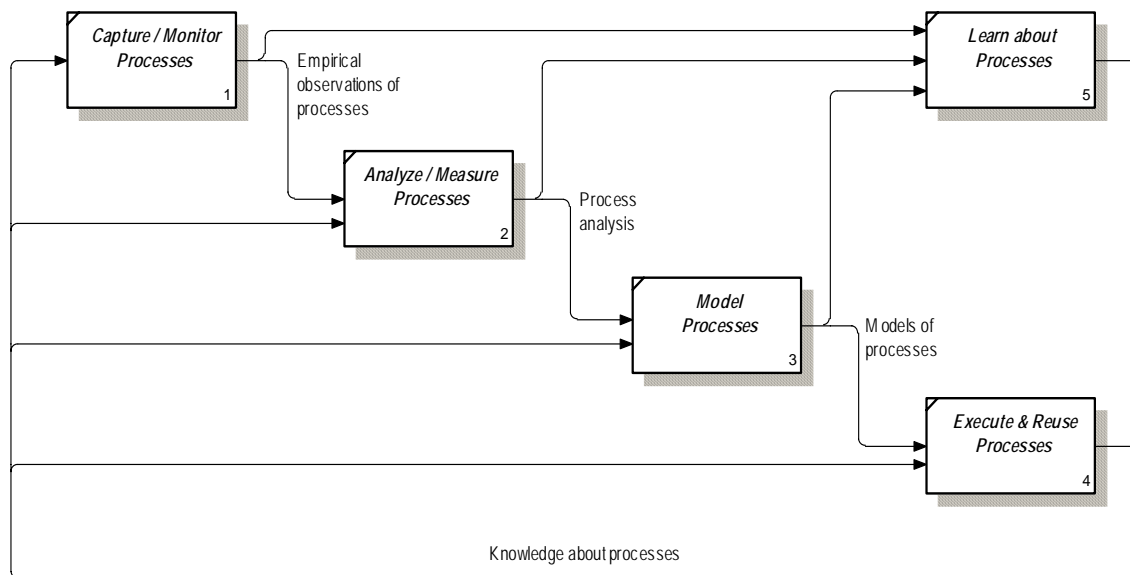 Capture / Monitor
Processes
1
Empirical
observations of
processes
Learn about
Processes
5
Analyze / Measure
Processes
2
Process
analysis
Model
Processes
3
Models of
processes
Execute & Reuse
Processes
4
Knowledge about processes